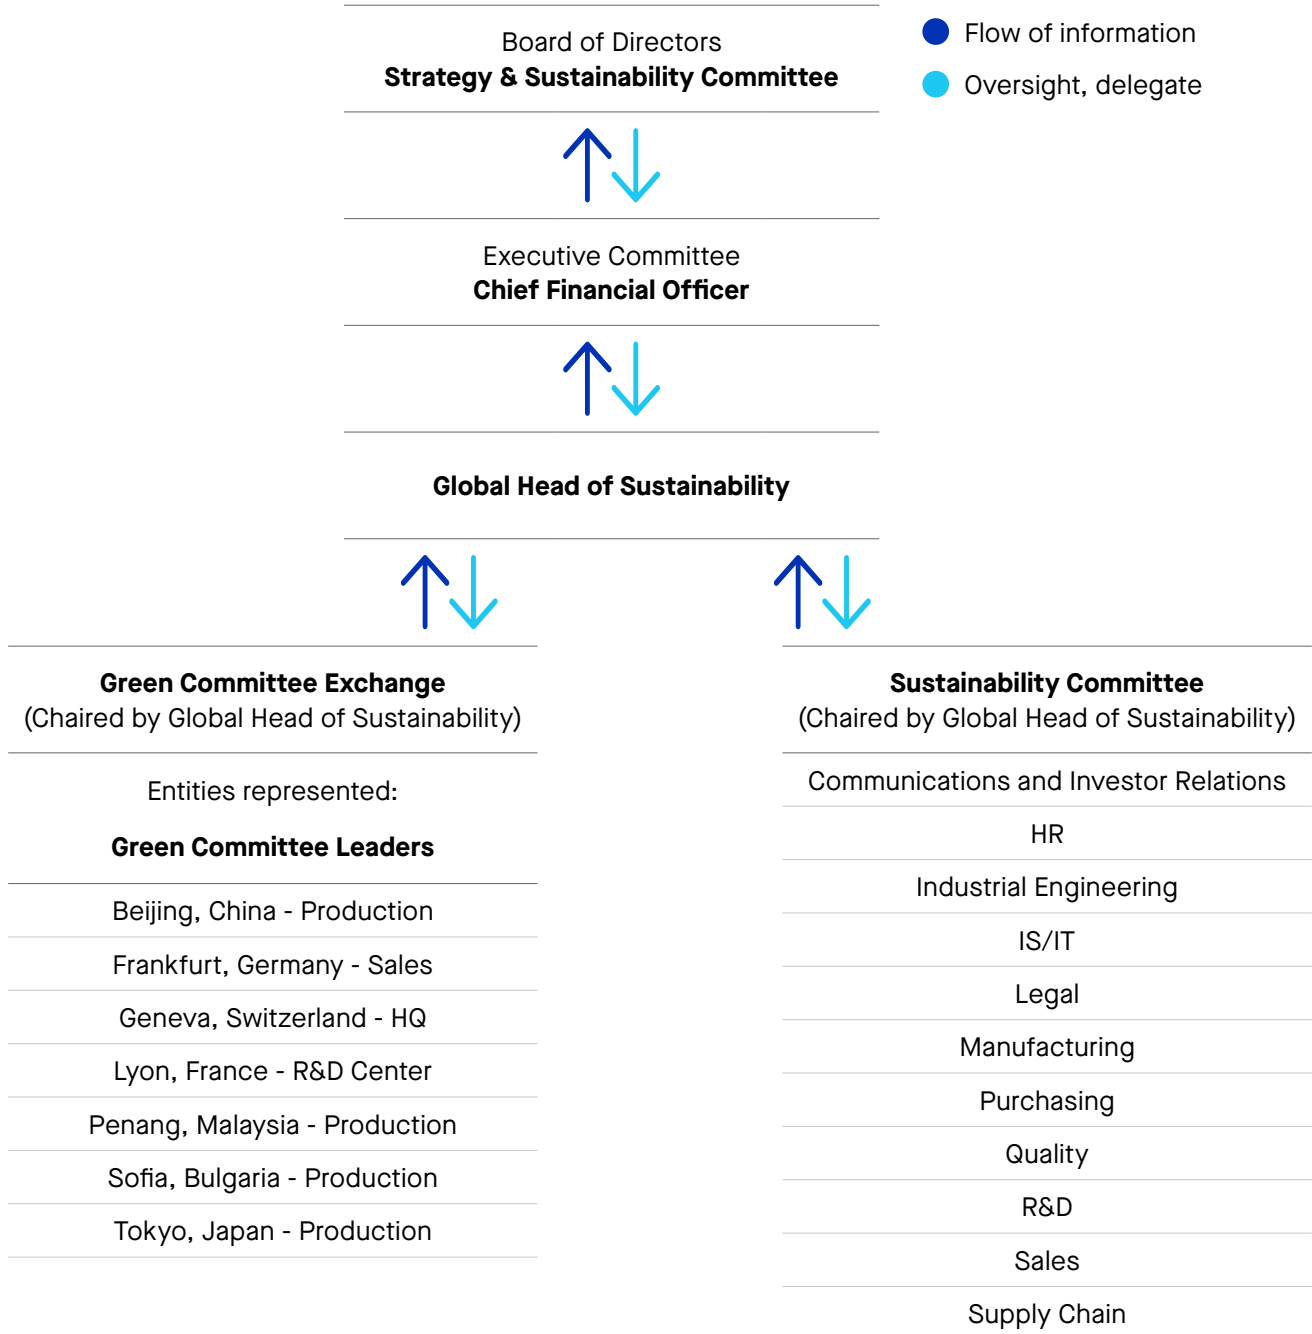 Board of Directors
Strategy & Sustainability Committee
Flow of information
Oversight, delegate
Executive Committee
Chief Financial Officer
Global Head of Sustainability
Green Committee Exchange
(Chaired by Global Head of Sustainability)
Entities represented:
Green Committee Leaders
Beijing, China - Production
Frankfurt, Germany - Sales
Geneva, Switzerland - HQ
Lyon, France - R&D Center
Penang, Malaysia - Production
Sofia, Bulgaria - Production
Tokyo, Japan - Production
Sustainability Committee
(Chaired by Global Head of Sustainability)
Communications and Investor Relations
HR
Industrial Engineering
IS/IT
Legal
Manufacturing
Purchasing
Quality
R&D
Sales
Supply Chain